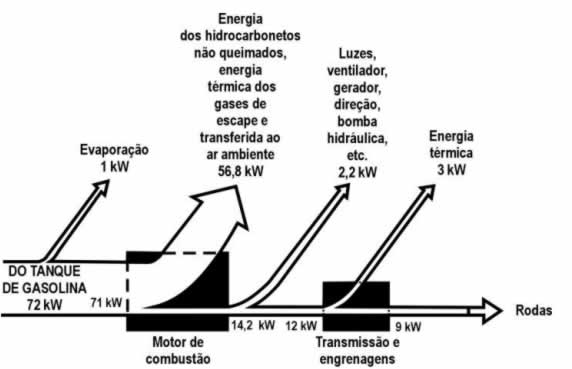 Energia
dos hidrocarbonetos
não queimados,
energia
térmica dos
gases de
escape e
transferida ao
ar ambiente
56,8 kW
Luzes,
ventilador,
gerador,
direção,
bomba
hidráulica,
etc.
2,2 kW
Evaporação
1 kW
Energia
térmica
3 kW
DO TANQUE
DE GASOLINA
72 kW
71 kW
14,2 kW
12 kW
9 kW
Rodas
Motor de
combustão
Transmissão e
engrenagens